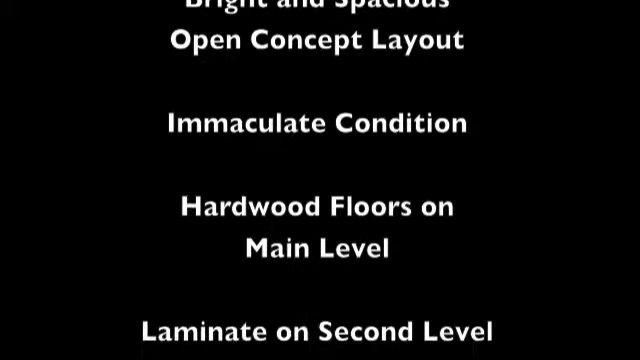 Bright and Spacious
Open Concept Layout
Immaculate Condition
Hardwood Floors on
Main Level
Laminate on Second Level